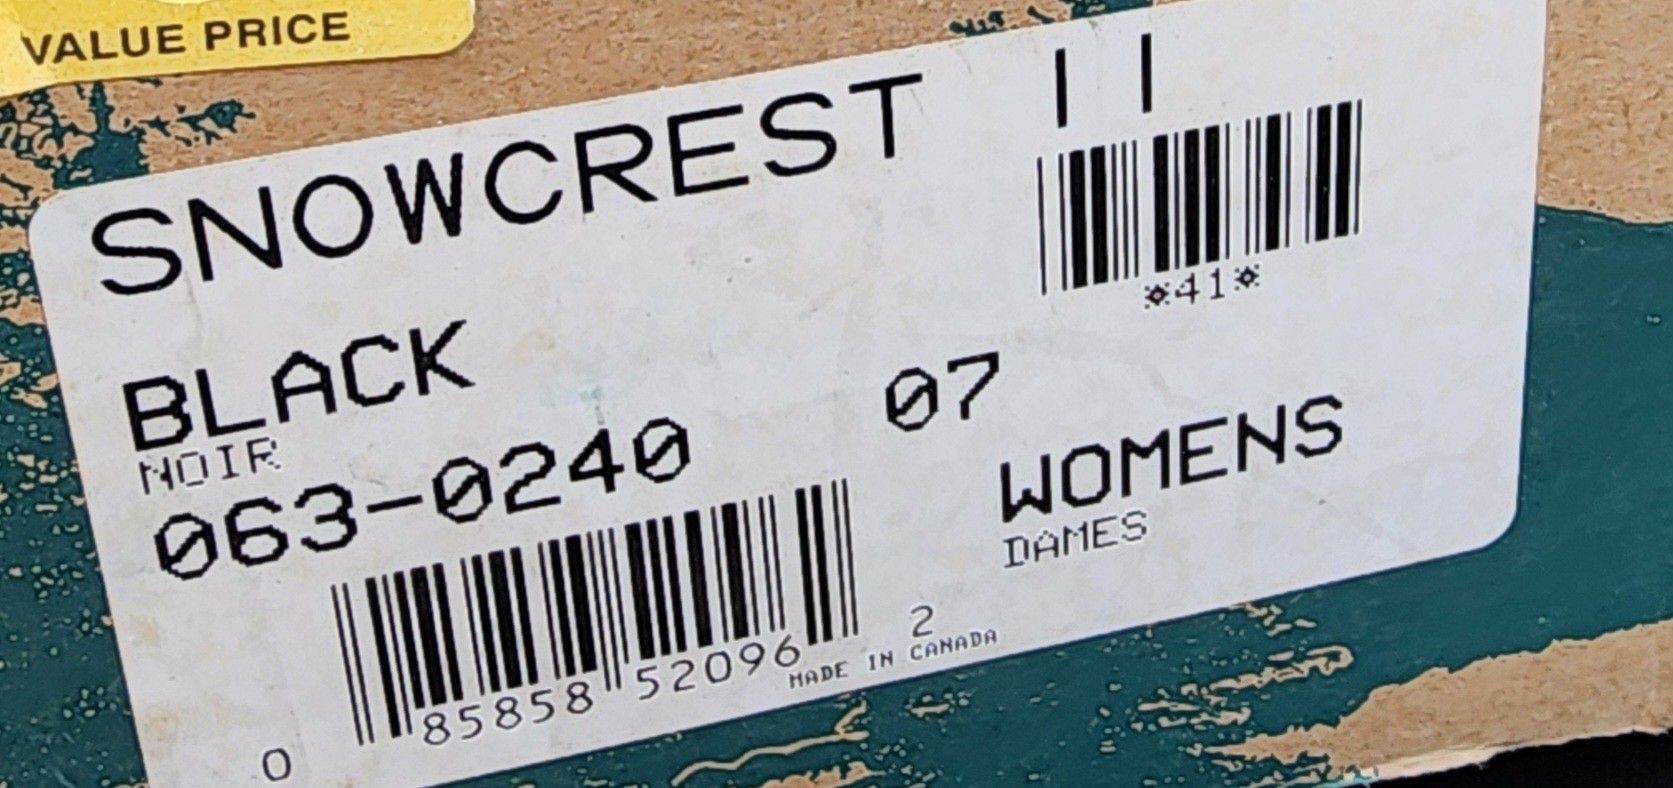 VALUE PRICE
SNOWCREST II
*41*
BLACK
NOIR
063-0240
07
WOMENS
DAMES
0 85858 52096 2
MADE IN CANADA